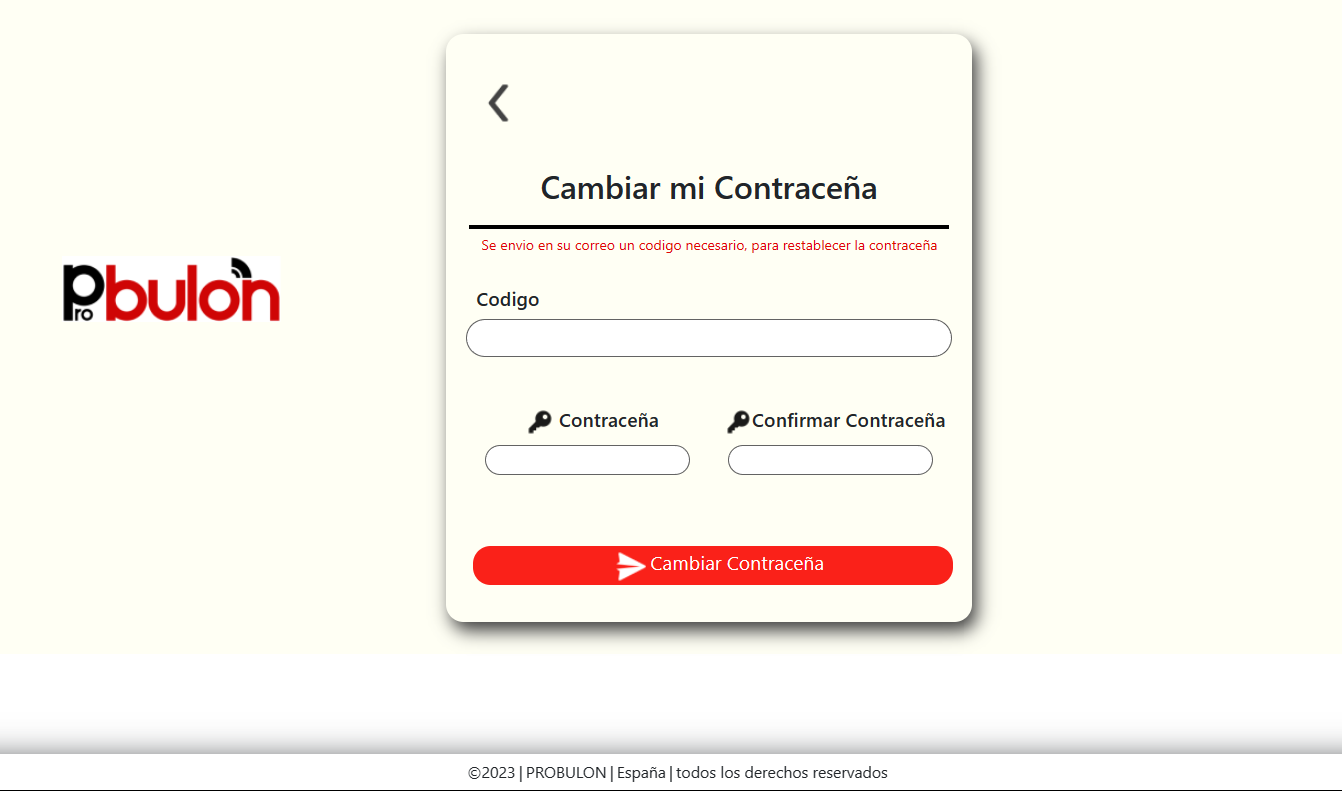 Cambiar mi Contraceña
Se envio en su correo un codigo necesario, para restablecer la contraceña
Probulon
Codigo
Contraceña
Confirmar Contraceña
Cambiar Contraceña
©2023 | PROBULON | España | todos los derechos reservados